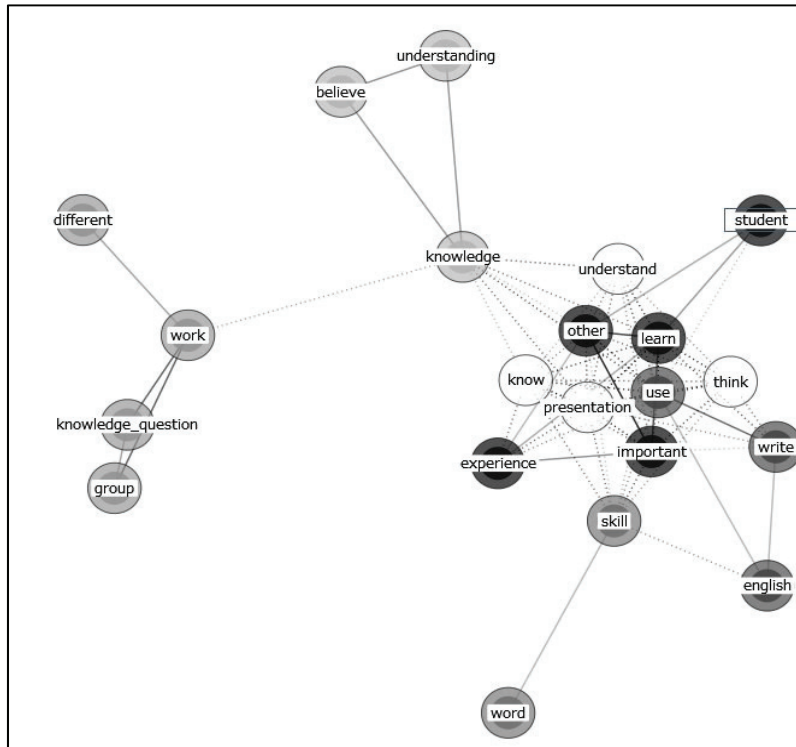 understanding
believe
different
student
knowledge
understand
other
learn
work
know
think
use
presentation
knowledge_question
important
write
experience
group
skill
english
word